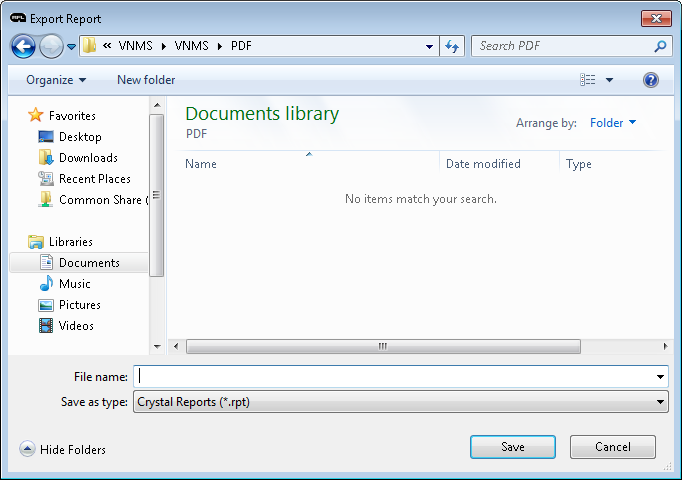 RFL Export Report
« VNMS VNMS PDF Search PDF
Organize New folder ?
Favorites
Desktop
Downloads
Recent Places
Common Share (
Libraries
Documents
Music
Pictures
Videos
Documents library
PDF
Arrange by: Folder
Name Date modified Type
No items match your search.
File name:
Save as type: Crystal Reports (*.rpt)
Hide Folders Save Cancel